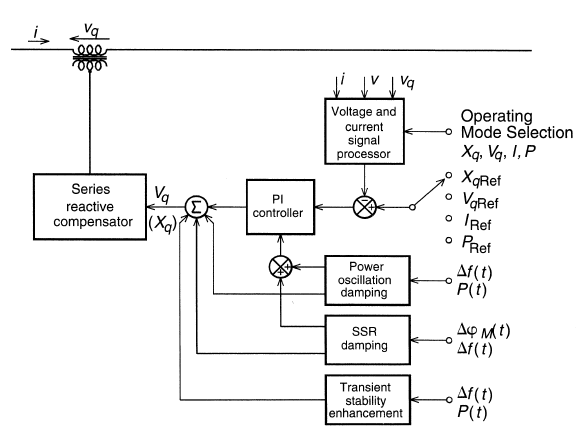 i
v_q
i v v_q
Voltage and
current
signal
processor
Operating
Mode Selection
X_q, V_q, I, P
X_qRef
V_qRef
I_Ref
P_Ref
Series
reactive
compensator
V_q
(X_q)
Σ
PI
controller
−
+
+
+
Power
oscillation
damping
Δf(t)
P(t)
SSR
damping
Δφ_M(t)
Δf(t)
Transient
stability
enhancement
Δf(t)
P(t)